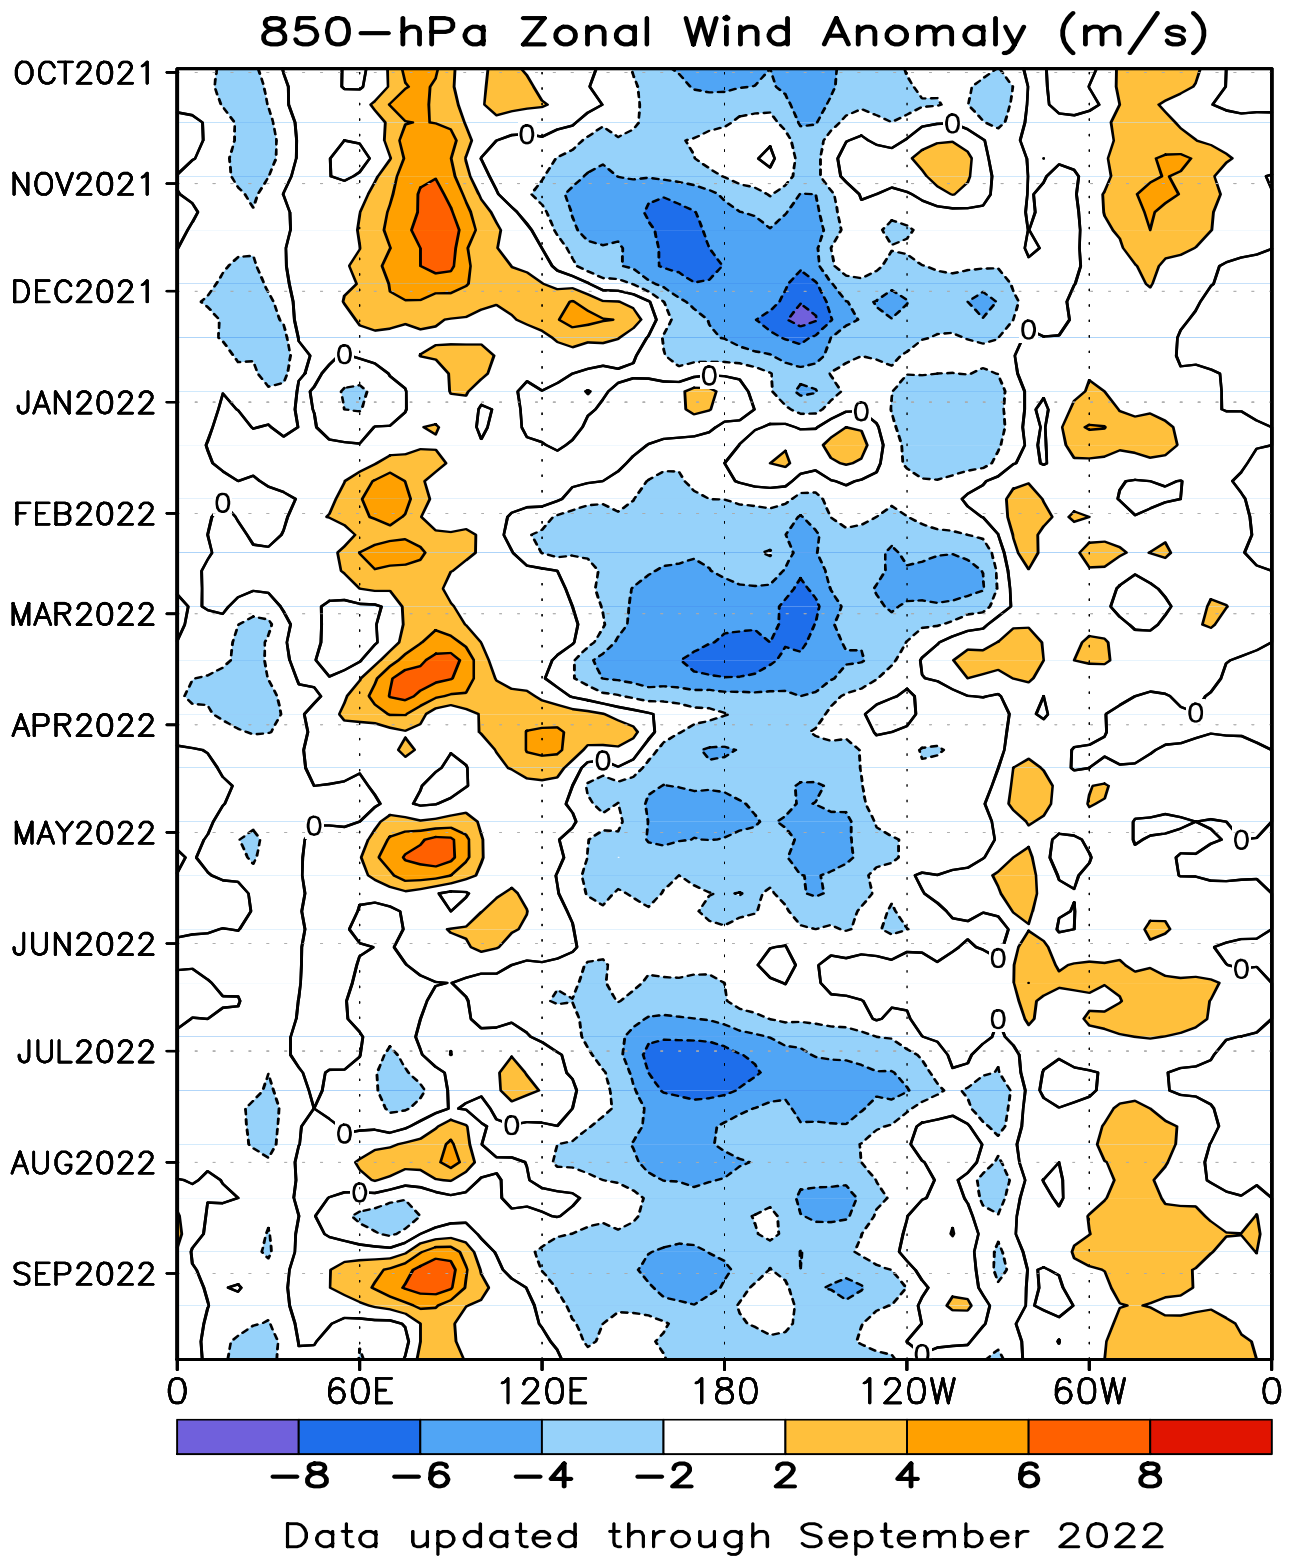 850-hPa Zonal Wind Anomaly (m/s)
OCT2021
0
0
NOV2021
DEC2021
0
0
0
JAN2022
0
0
FEB2022
MAR2022
0
APR2022
0
0
MAY2022
0
JUN2022
0
0
0
JUL2022
0
0
AUG2022
0
SEP2022
0
0 60E 120E 180 120W 60W 0
-8 -6 -4 -2 2 4 6 8
Data updated through September 2022